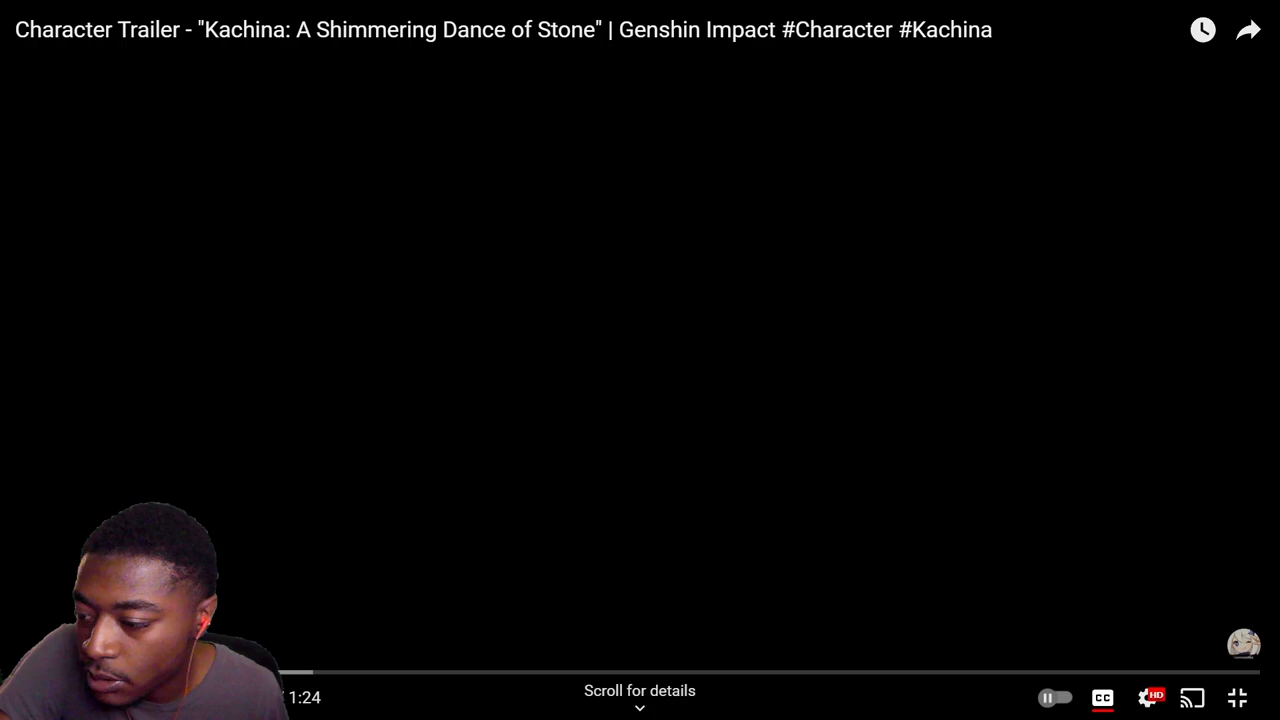 Character Trailer - "Kachina: A Shimmering Dance of Stone" | Genshin Impact #Character #Kachina
1:24
Scroll for details
CC
HD